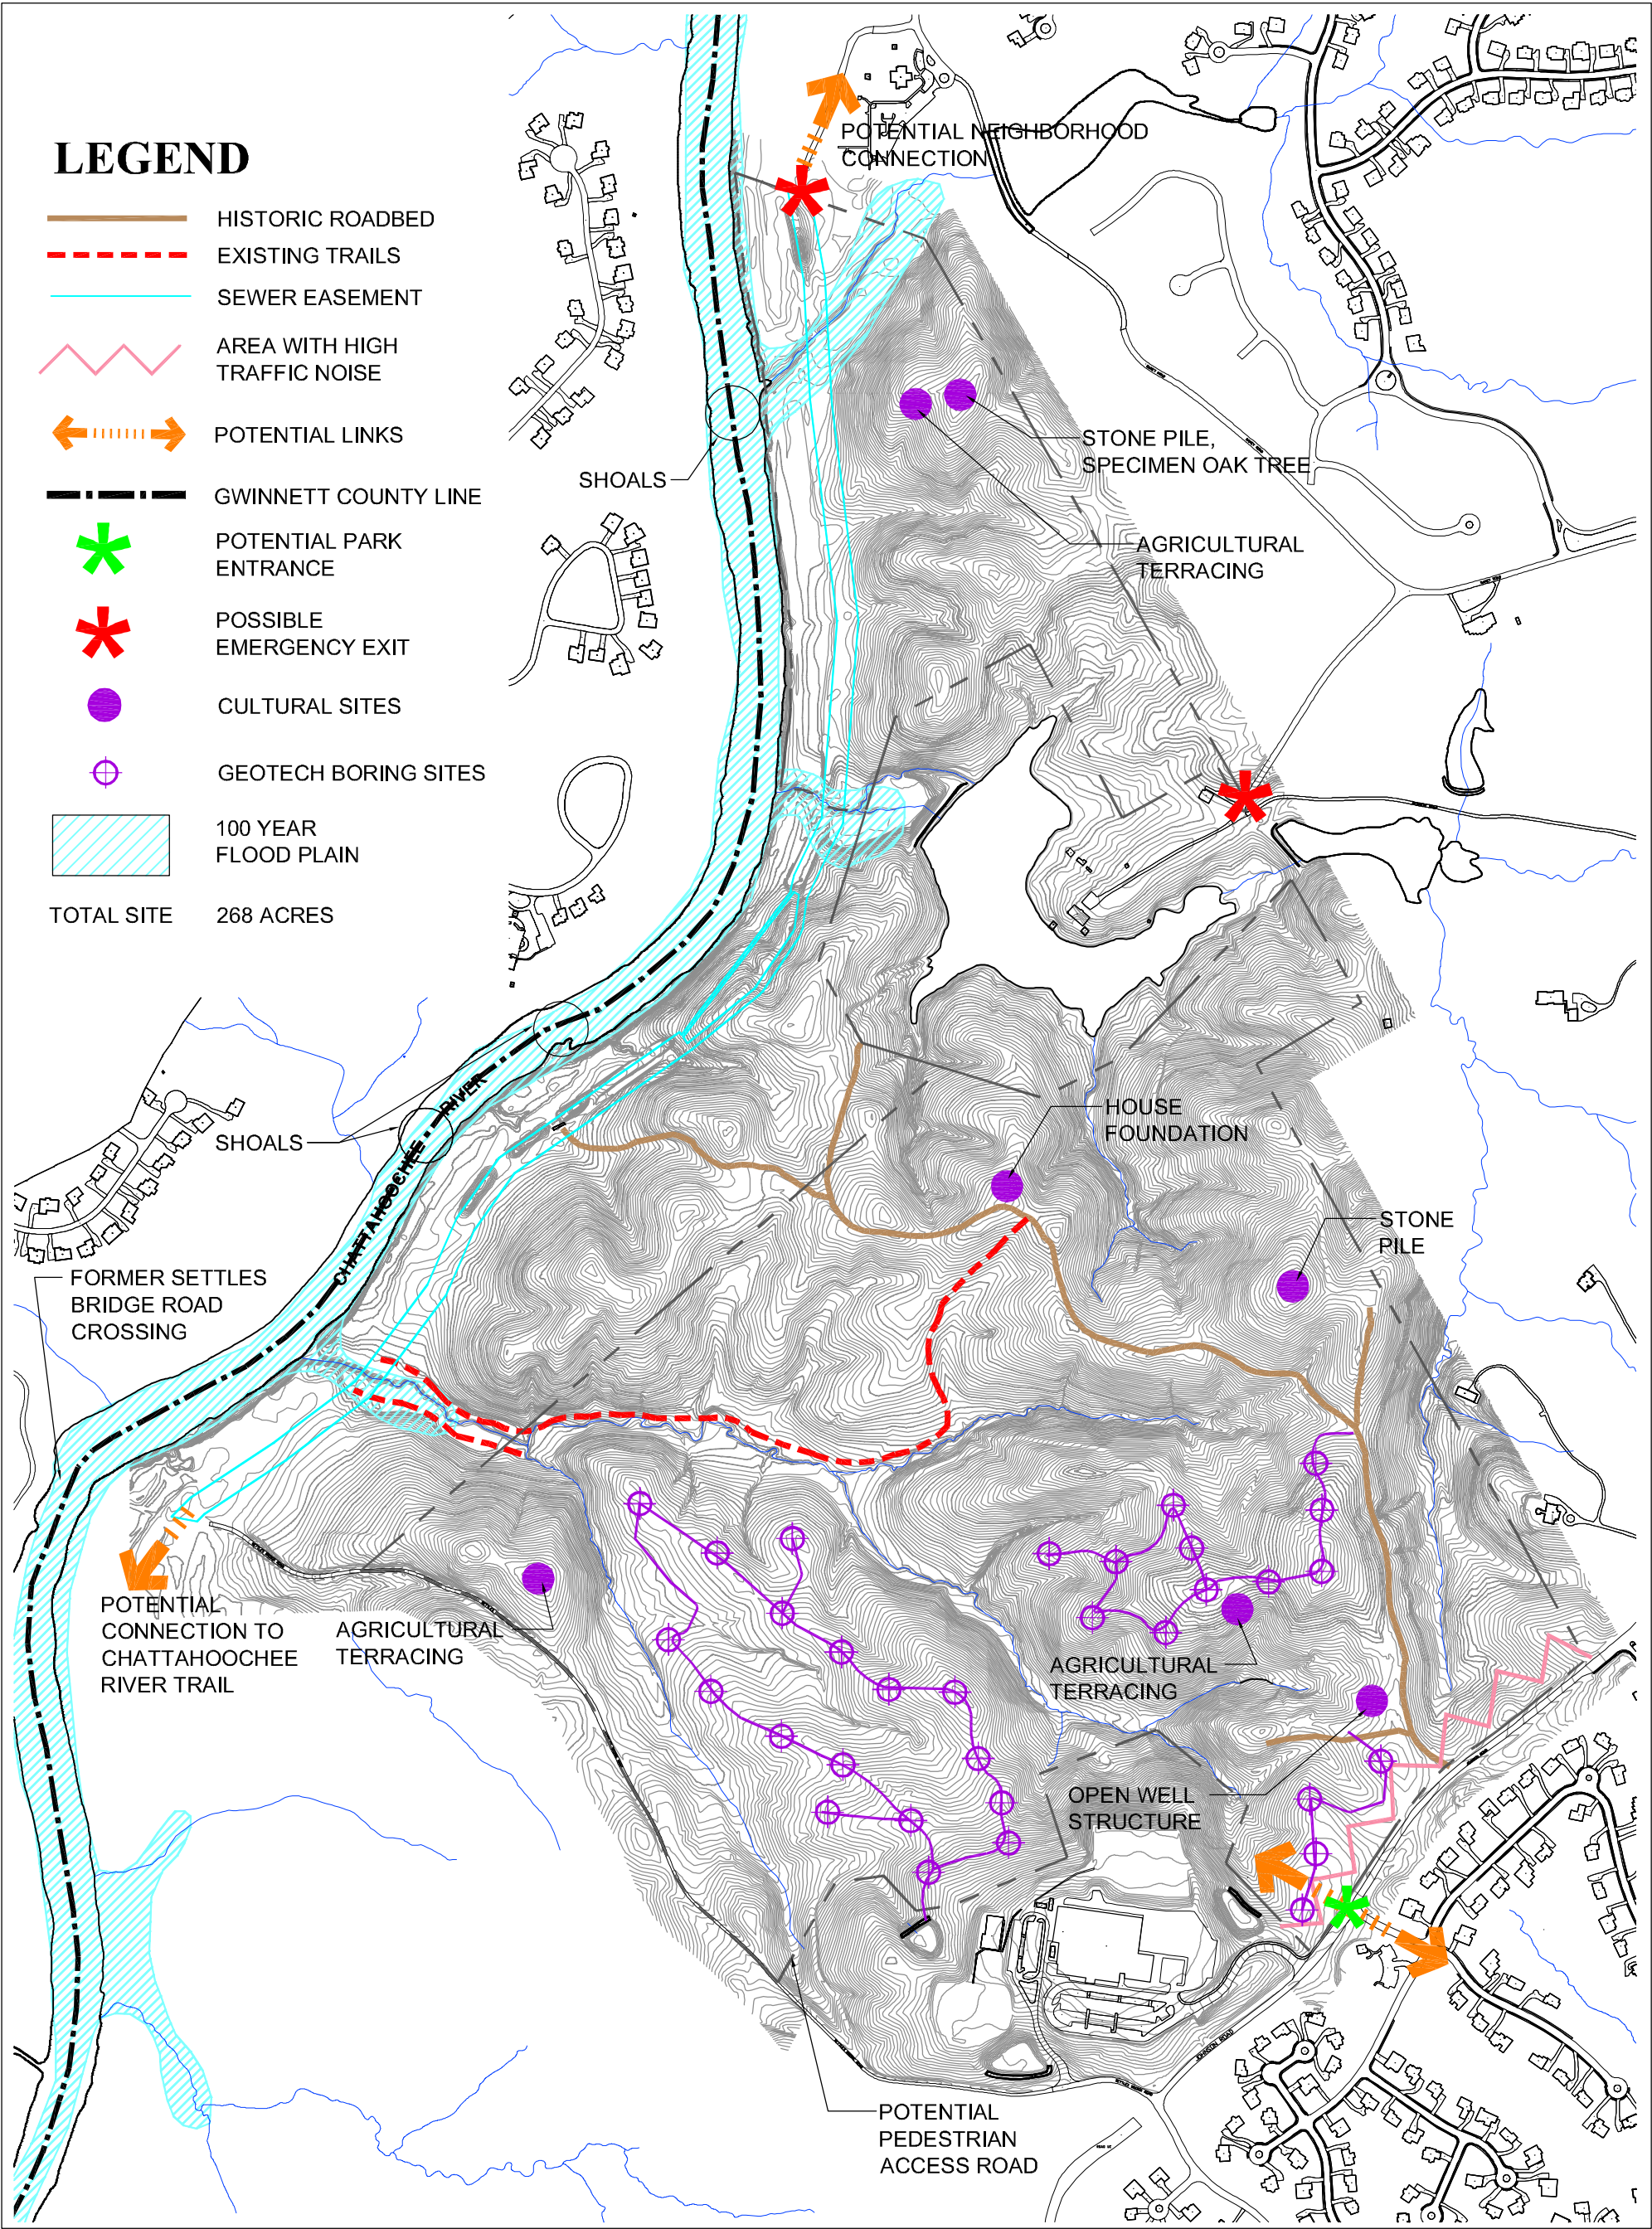 LEGEND
HISTORIC ROADBED
EXISTING TRAILS
SEWER EASEMENT
AREA WITH HIGH
TRAFFIC NOISE
POTENTIAL LINKS
GWINNETT COUNTY LINE
POTENTIAL PARK
ENTRANCE
POSSIBLE
EMERGENCY EXIT
CULTURAL SITES
GEOTECH BORING SITES
100 YEAR
FLOOD PLAIN
TOTAL SITE 268 ACRES
POTENTIAL NEIGHBORHOOD
CONNECTION
SHOALS
STONE PILE,
SPECIMEN OAK TREE
AGRICULTURAL
TERRACING
SHOALS
CHATTAHOOCHEE RIVER
HOUSE
FOUNDATION
STONE
PILE
FORMER SETTLES
BRIDGE ROAD
CROSSING
POTENTIAL
CONNECTION TO
CHATTAHOOCHEE
RIVER TRAIL
AGRICULTURAL
TERRACING
AGRICULTURAL
TERRACING
OPEN WELL
STRUCTURE
JOHNSON ROAD
POTENTIAL
PEDESTRIAN
ACCESS ROAD